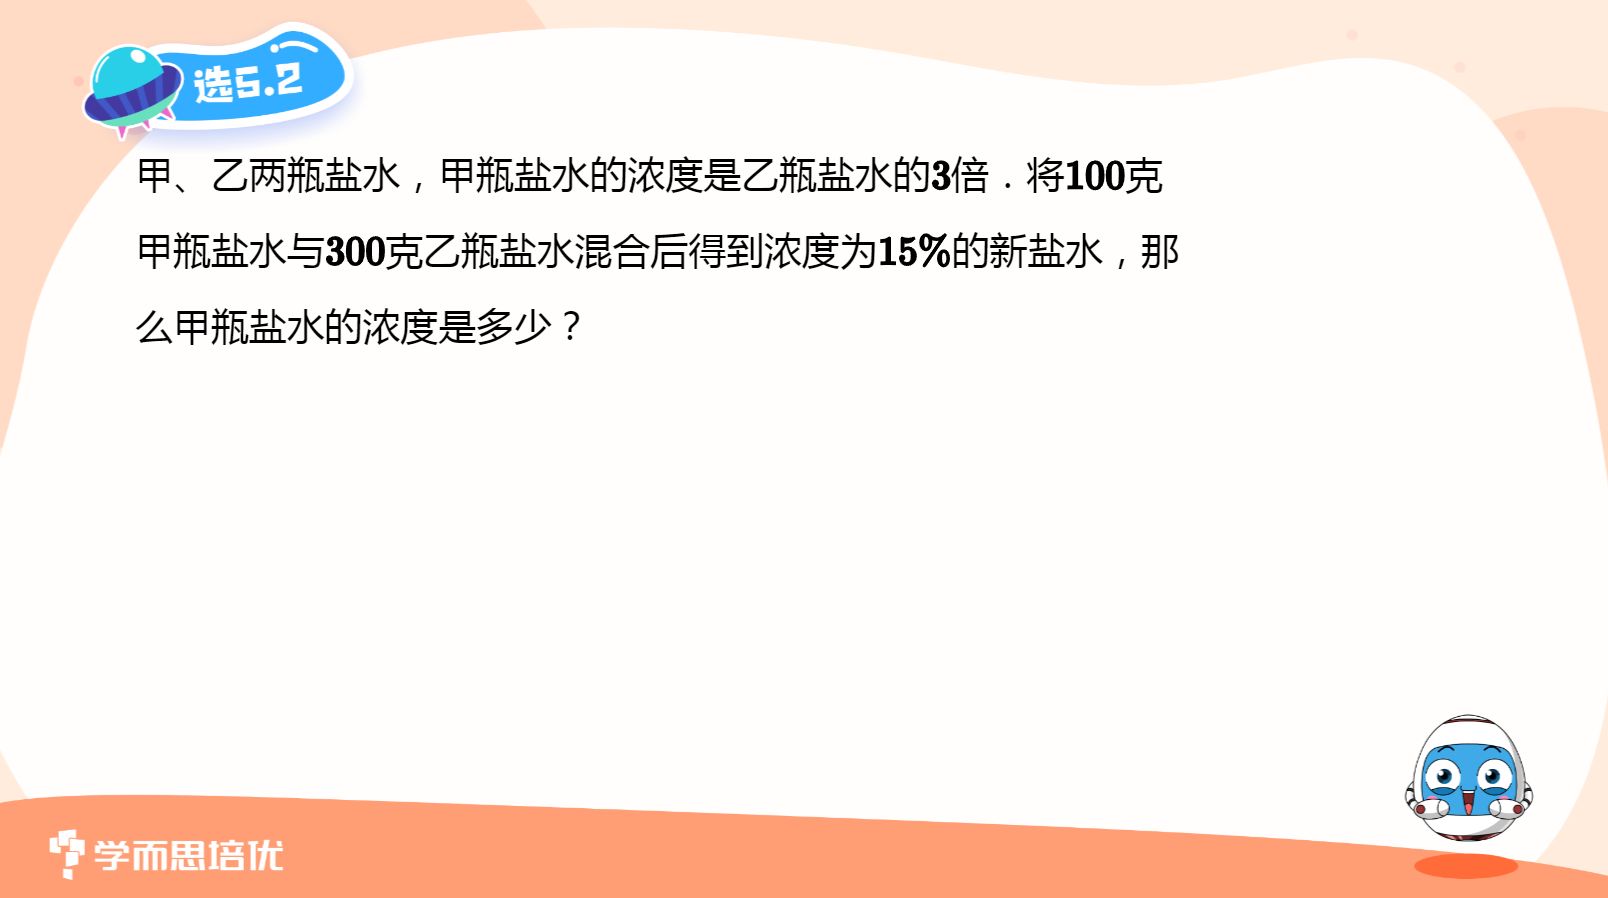 选5.2
甲、乙两瓶盐水，甲瓶盐水的浓度是乙瓶盐水的3倍．将100克
甲瓶盐水与300克乙瓶盐水混合后得到浓度为15%的新盐水，那
么甲瓶盐水的浓度是多少？
学而思培优